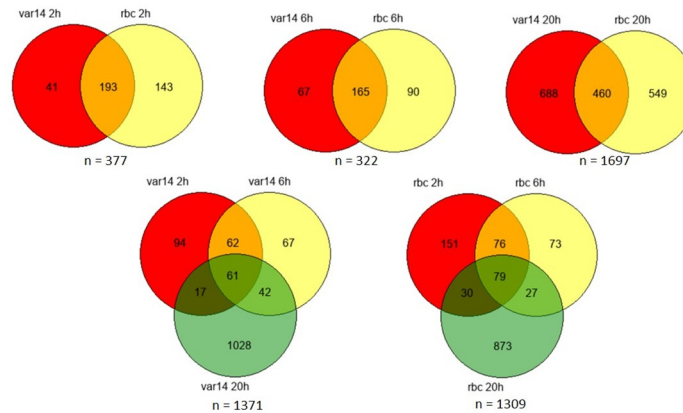 var14 2h rbc 2h
41 193 143
n = 377
var14 6h rbc 6h
67 165 90
n = 322
var14 20h rbc 20h
688 460 549
n = 1697
var14 2h var14 6h
94 62 67
61
17 42
1028
var14 20h
n = 1371
rbc 2h rbc 6h
151 76 73
79
30 27
873
rbc 20h
n = 1309